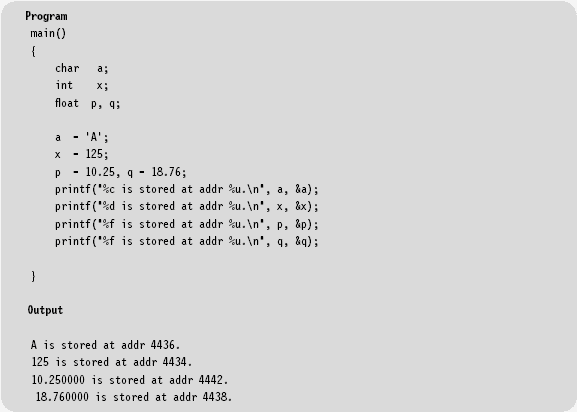 Program
main()
{
char a;
int x;
float p, q;
a = 'A';
x = 125;
p = 10.25, q = 18.76;
printf("%c is stored at addr %u.\n", a, &a);
printf("%d is stored at addr %u.\n", x, &x);
printf("%f is stored at addr %u.\n", p, &p);
printf("%f is stored at addr %u.\n", q, &q);
}
Output
A is stored at addr 4436.
125 is stored at addr 4434.
10.250000 is stored at addr 4442.
18.760000 is stored at addr 4438.